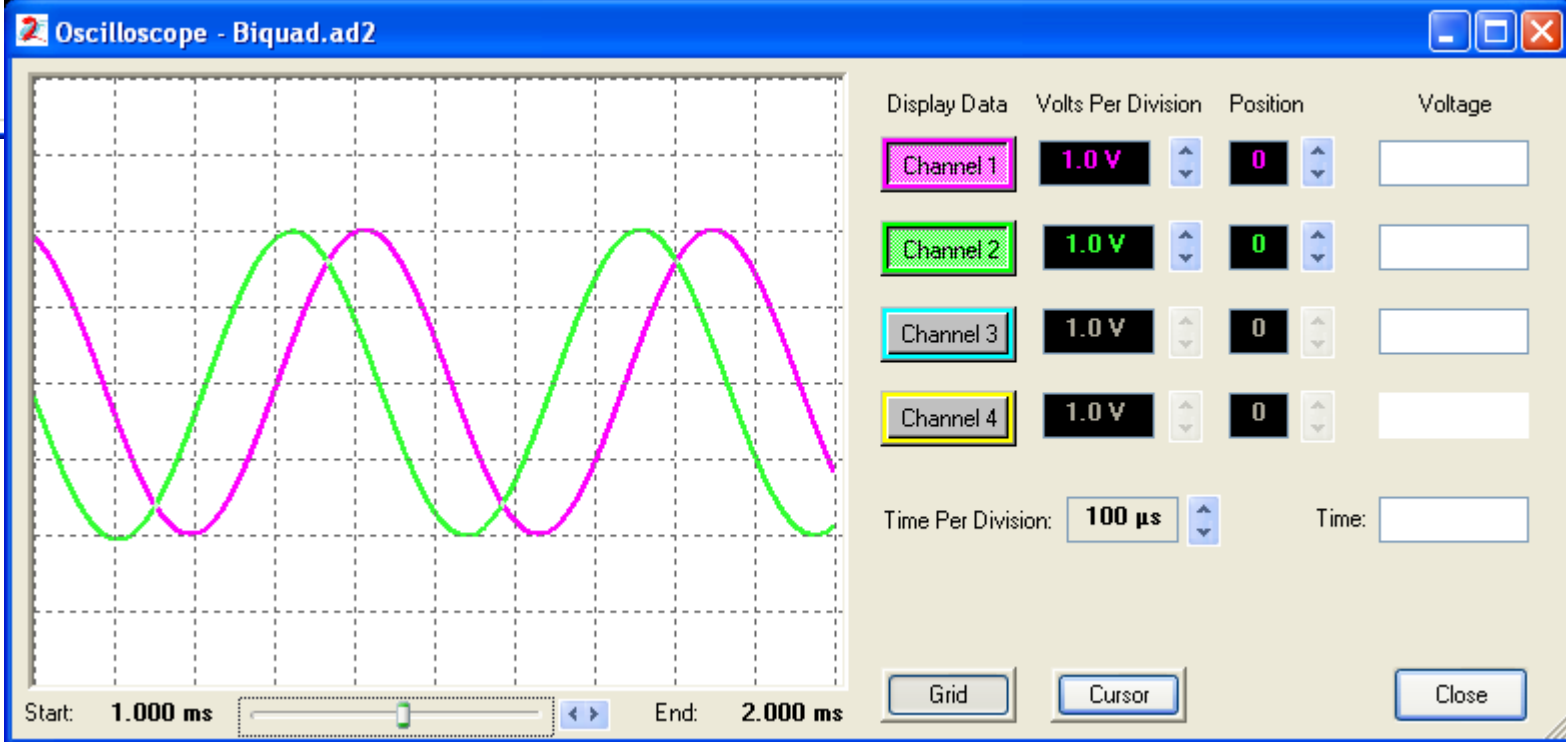 Oscilloscope - Biquad.ad2
Display Data Volts Per Division Position Voltage
Channel 1 1.0 V 0
Channel 2 1.0 V 0
Channel 3 1.0 V 0
Channel 4 1.0 V 0
Time Per Division: 100 µs Time:
Grid Cursor Close
Start: 1.000 ms End: 2.000 ms